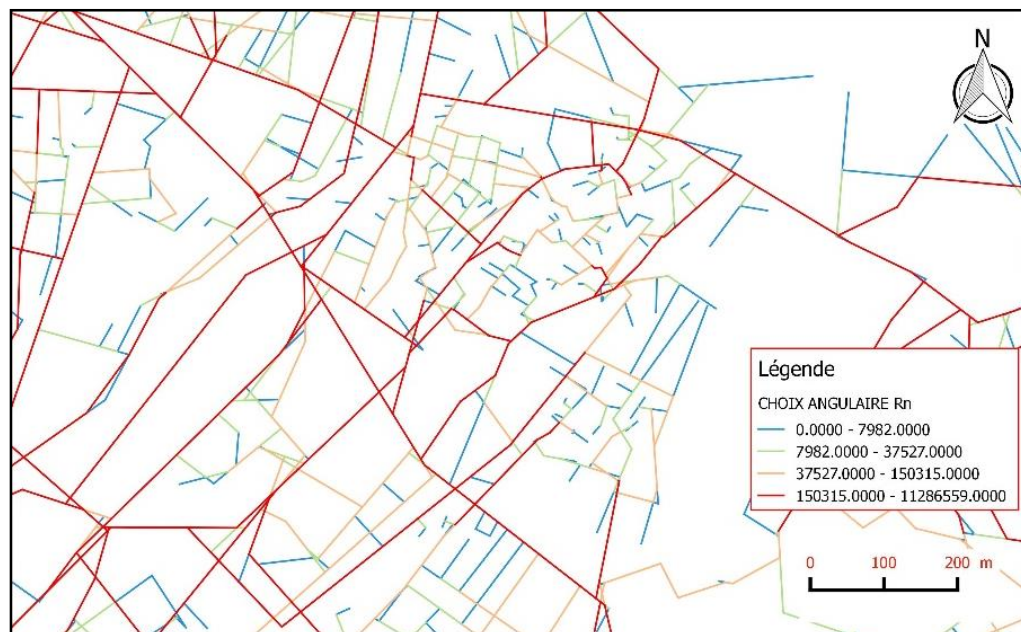 N
Légende
CHOIX ANGULAIRE Rn
0.0000 - 7982.0000
7982.0000 - 37527.0000
37527.0000 - 150315.0000
150315.0000 - 11286559.0000
0 100 200 m